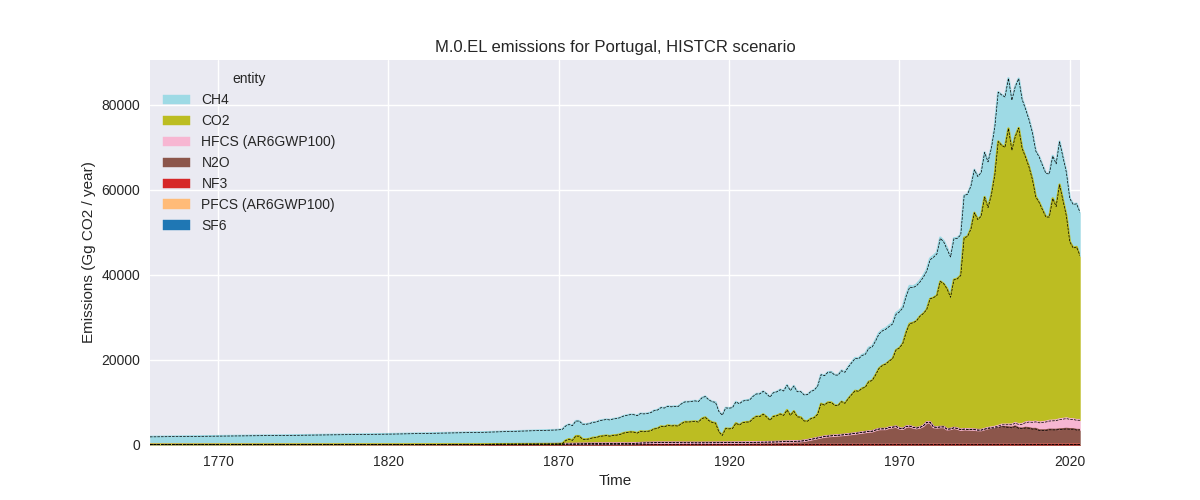 M.0.EL emissions for Portugal, HISTCR scenario
entity
CH4
CO2
HFCS (AR6GWP100)
N2O
NF3
PFCS (AR6GWP100)
SF6
Emissions (Gg CO2 / year)
80000
60000
40000
20000
0
1770 1820 1870 1920 1970 2020
Time